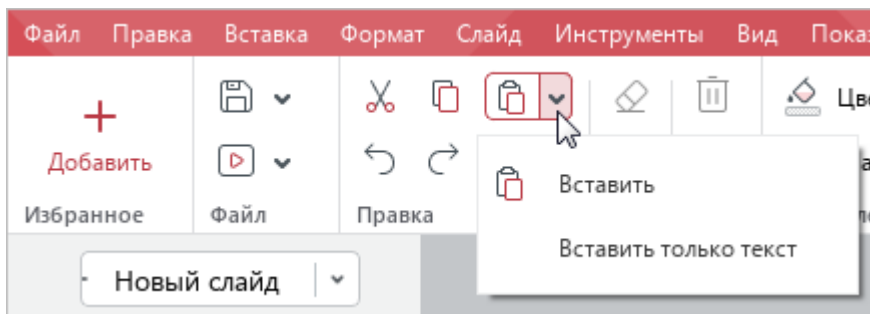 Файл Правка Вставка Формат Слайд Инструменты Вид
Добавить
Вставить
Вставить только текст
Избранное Файл Правка
Новый слайд